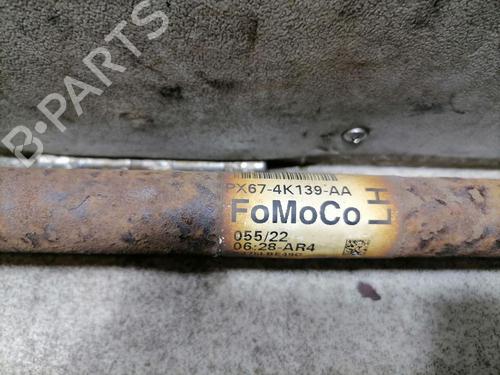 B-PARTS
PX67-4K139-AA
FoMoCo
LH
055/22
06:28-AR4